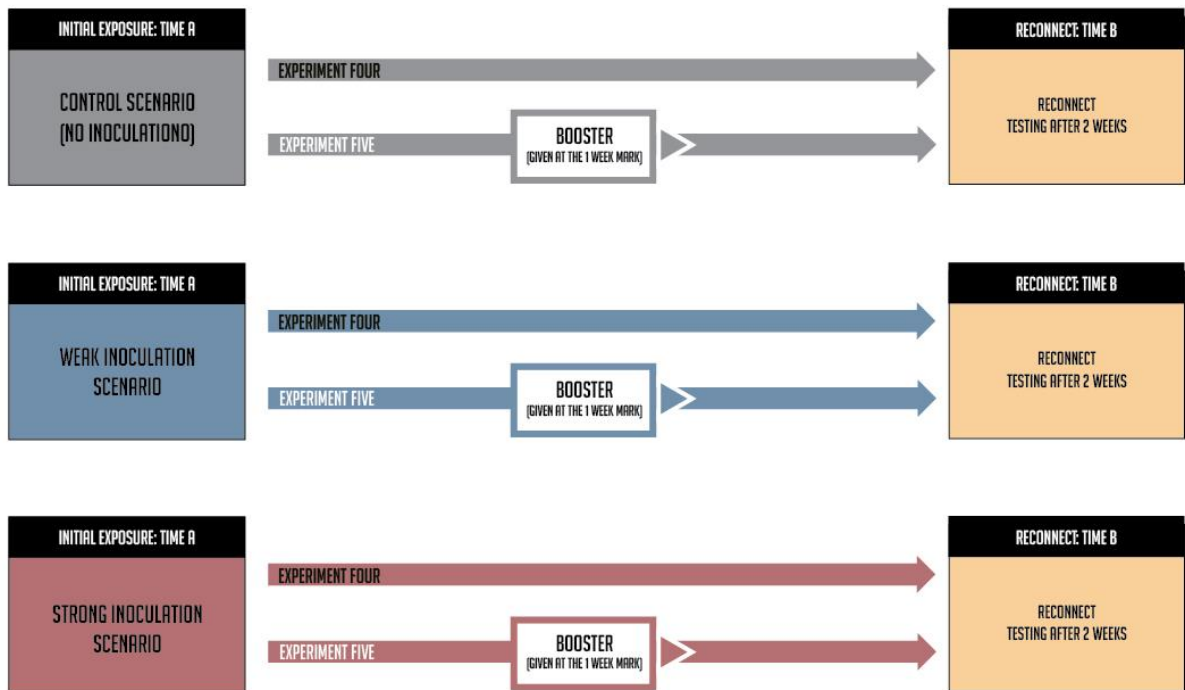 INITIAL EXPOSURE: TIME A
CONTROL SCENARIO
(NO INOCULATIONO)
EXPERIMENT FOUR
EXPERIMENT FIVE
BOOSTER
(GIVEN AT THE 1 WEEK MARK)
RECONNECT: TIME B
RECONNECT
TESTING AFTER 2 WEEKS
INITIAL EXPOSURE: TIME A
WEAK INOCULATION
SCENARIO
EXPERIMENT FOUR
EXPERIMENT FIVE
BOOSTER
(GIVEN AT THE 1 WEEK MARK)
RECONNECT: TIME B
RECONNECT
TESTING AFTER 2 WEEKS
INITIAL EXPOSURE: TIME A
STRONG INOCULATION
SCENARIO
EXPERIMENT FOUR
EXPERIMENT FIVE
BOOSTER
(GIVEN AT THE 1 WEEK MARK)
RECONNECT: TIME B
RECONNECT
TESTING AFTER 2 WEEKS